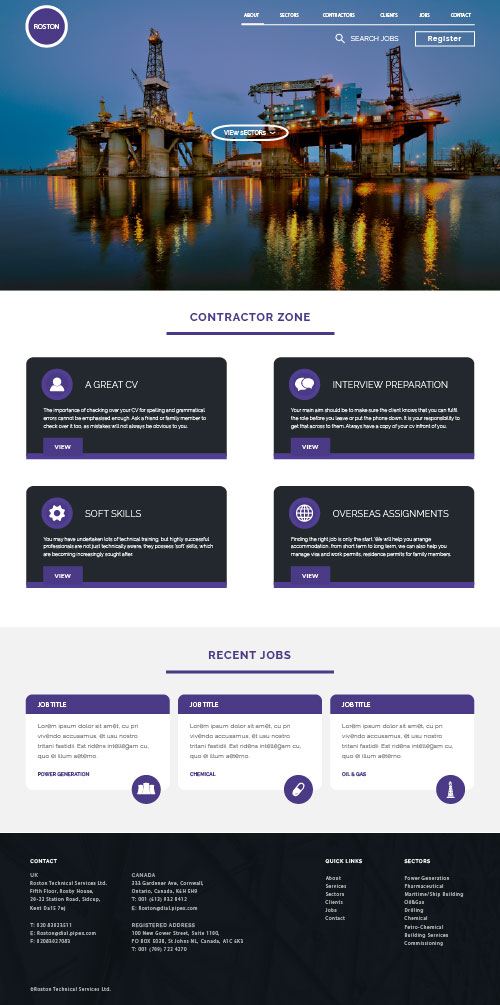 ROSTON
ABOUT SECTORS CONTRACTORS CLIENTS JOBS CONTACT
SEARCH JOBS Register
VIEW SECTORS
CONTRACTOR ZONE
A GREAT CV
The importance of checking over your CV for spelling and grammatical
errors cannot be emphasised enough. Ask a friend or family member to
check over it too, as mistakes will not always be obvious to you.
VIEW
INTERVIEW PREPARATION
Your main aim should be to make sure the client knows that you can fulfil
the role before you leave or put the phone down. It is your responsibility to
get that across to them. Always have a copy of your cv infront of you.
VIEW
SOFT SKILLS
You may have undertaken lots of technical training, but highly successful
professionals are not just technically aware, they possess 'soft' skills, which
are becoming increasingly sought after.
VIEW
OVERSEAS ASSIGNMENTS
Finding the right job is only the start. We will help you arrange
accommodation, from short term to long term, we can also help you
manage visa and work permits, residence permits for family members.
VIEW
RECENT JOBS
JOB TITLE
Lorem ipsum dolor sit amet, cu pri
vivendo accusamus, et usu nostro
tritani fastidii. Est ridens intellegam cu,
quo ei illum aeterno.
POWER GENERATION
JOB TITLE
Lorem ipsum dolor sit amet, cu pri
vivendo accusamus, et usu nostro
tritani fastidii. Est ridens intellegam cu,
quo ei illum aeterno.
CHEMICAL
JOB TITLE
Lorem ipsum dolor sit amet, cu pri
vivendo accusamus, et usu nostro
tritani fastidii. Est ridens intellegam cu,
quo ei illum aeterno.
OIL & GAS
CONTACT
UK
Roston Technical Services Ltd.
Fifth Floor, Roxby House,
20-22 Station Road, Sidcup,
Kent Da15 7ej
T: 020 83023511
E: Rostongdial.pipex.com
F: 02083027083
CANADA
333 Gardener Ave, Cornwall,
Ontario, Canada, K6H 5H9
T: 001 (613) 932 8412
E: Rostongdial.pipex.com
REGISTERED ADDRESS
100 New Gower Street, Suite 1100,
PO BOX 5038, St Johns NL, Canada, A1C 5K3
T: 001 (709) 722 4270
QUICK LINKS
About
Services
Sectors
Clients
Jobs
Contact
SECTORS
Power Generation
Pharmaceutical
Maritime/Ship Building
Oil&Gas
Drilling
Chemical
Petro-Chemical
Building Services
Commissioning
©Roston Technical Services Ltd.